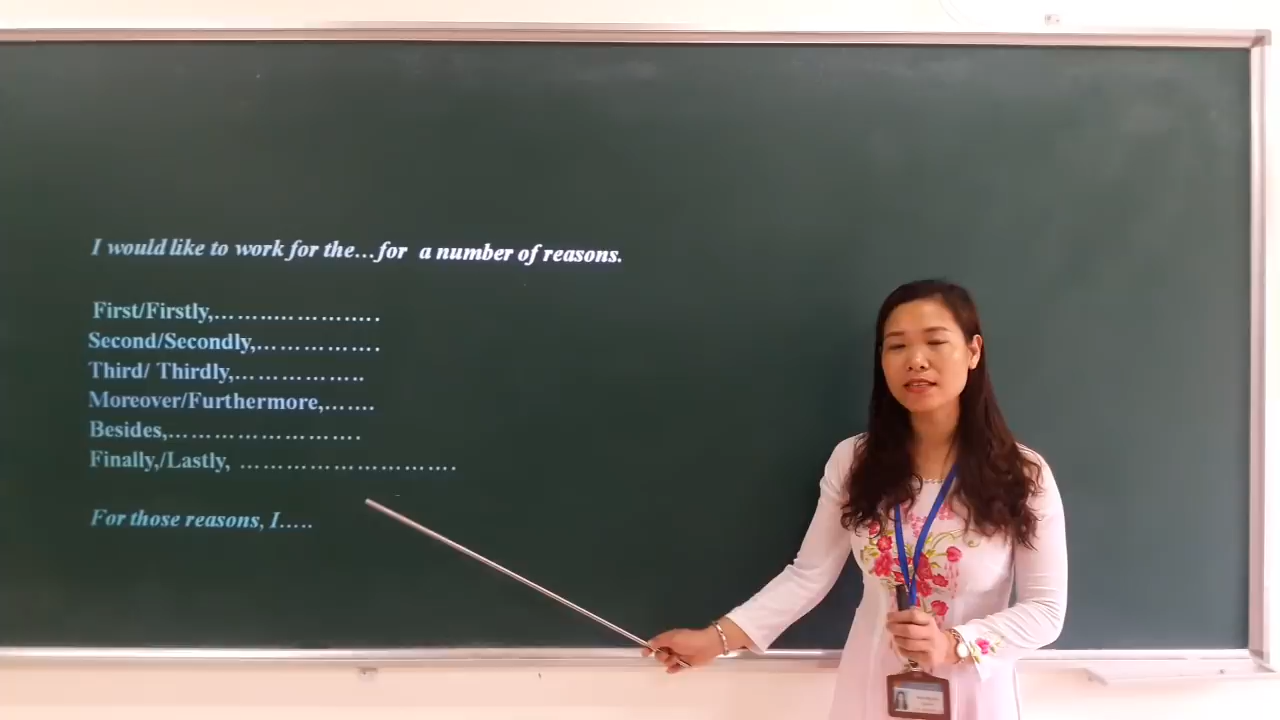 I would like to work for the…for a number of reasons.
First/Firstly,……..………..….
Second/Secondly,…………….
Third/ Thirdly,……………..
Moreover/Furthermore,…….
Besides,…………………….
Finally,/Lastly, ……………………….
For those reasons, I…..